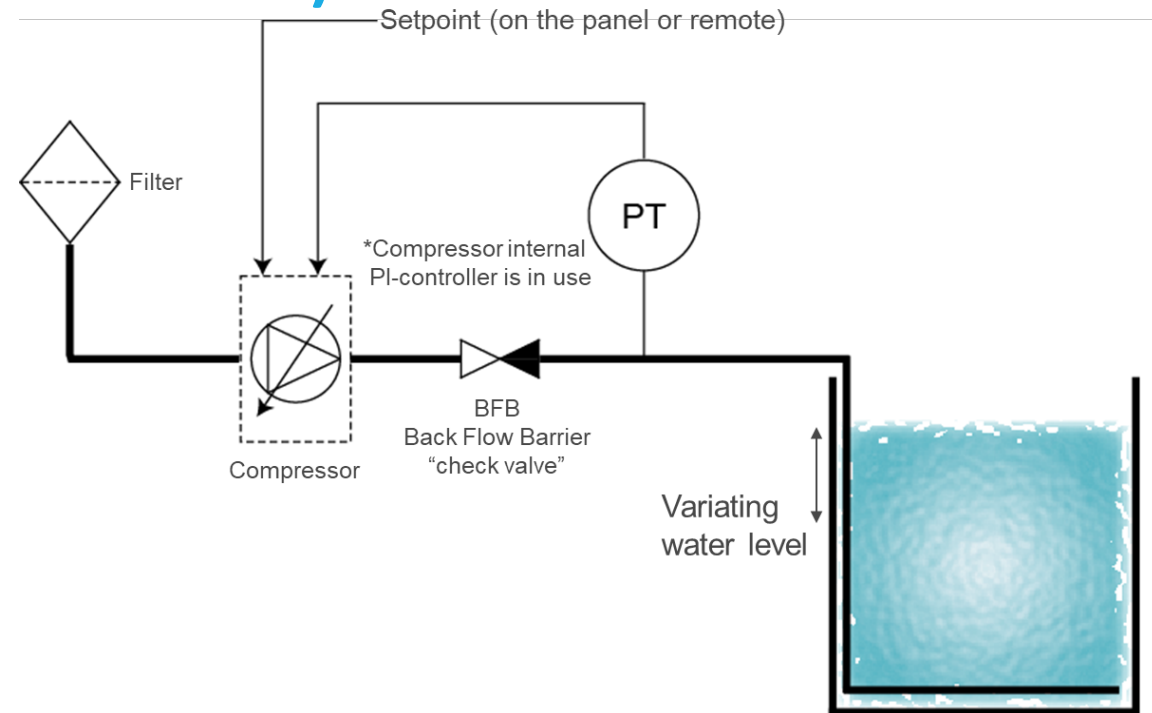 Setpoint (on the panel or remote)
Filter
PT
*Compressor internal
PI-controller is in use
BFB
Back Flow Barrier
“check valve”
Compressor
Variating
water level